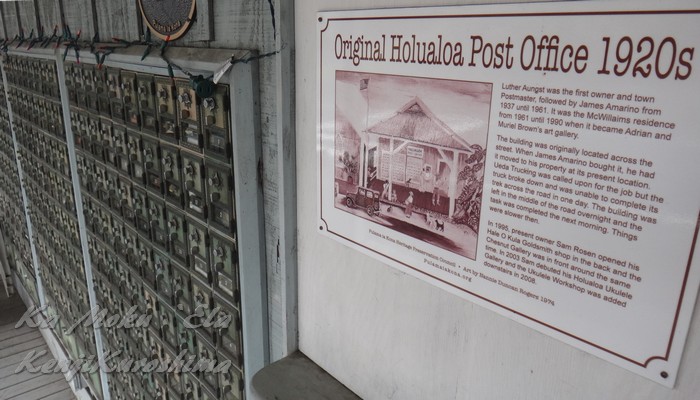 Original Holualoa Post Office 1920s
Luther Aungst was the first owner and town
Postmaster, followed by James Amarino from
1937 until 1961. It was the McWilliams residence
from 1961 until 1990 when it became Adrian and
Muriel Brown's art gallery.
The building was originally located across the
street. When James Amarino bought it, he had
it moved to his property at its present location.
Ueda Trucking was called upon for the job but the
truck broke down and was unable to complete its
trek across the road in one day. The building was
left in the middle of the road overnight and the
task was completed the next morning. Things
were slower then.
In 1995, present owner Sam Rosen opened his
Hale O Kula Goldsmith shop in the back and the
Chesnut Gallery was in front around the same
time. In 2003 Sam debuted his Holualoa Ukulele
Gallery and the Ukulele Workshop was added
downstairs in 2008.
Kenji Kuroshima